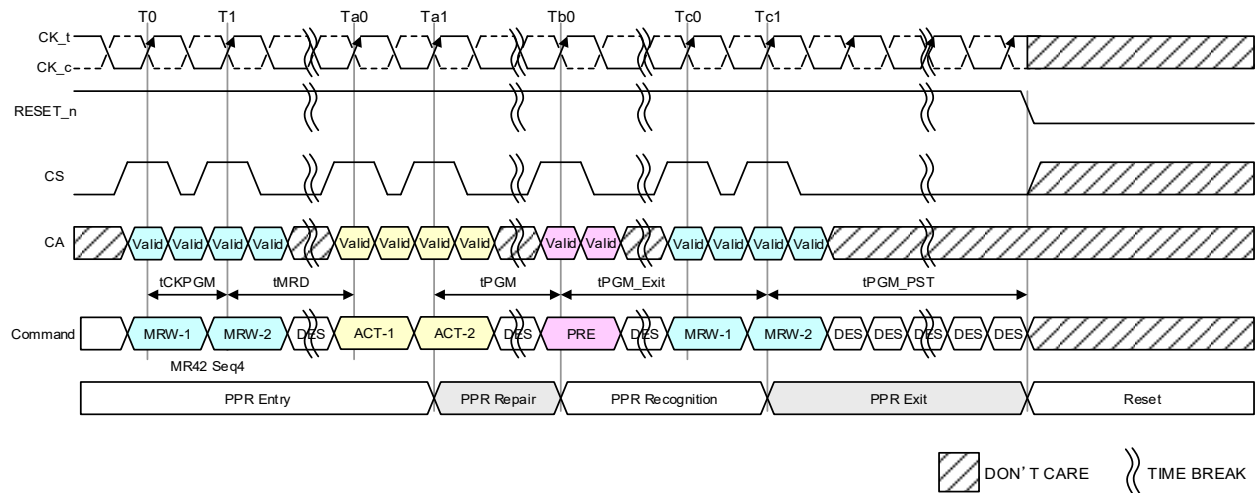 T0 T1 Ta0 Ta1 Tb0 Tc0 Tc1
CK_t
CK_c
RESET_n
CS
CA Valid Valid Valid Valid Valid Valid Valid Valid Valid Valid Valid Valid Valid Valid
tCKPGM tMRD tPGM tPGM_Exit tPGM_PST
Command MRW-1 MRW-2 DES ACT-1 ACT-2 DES PRE DES MRW-1 MRW-2 DES DES DES DES DES
MR42 Seq4
PPR Entry PPR Repair PPR Recognition PPR Exit Reset
DON'T CARE TIME BREAK